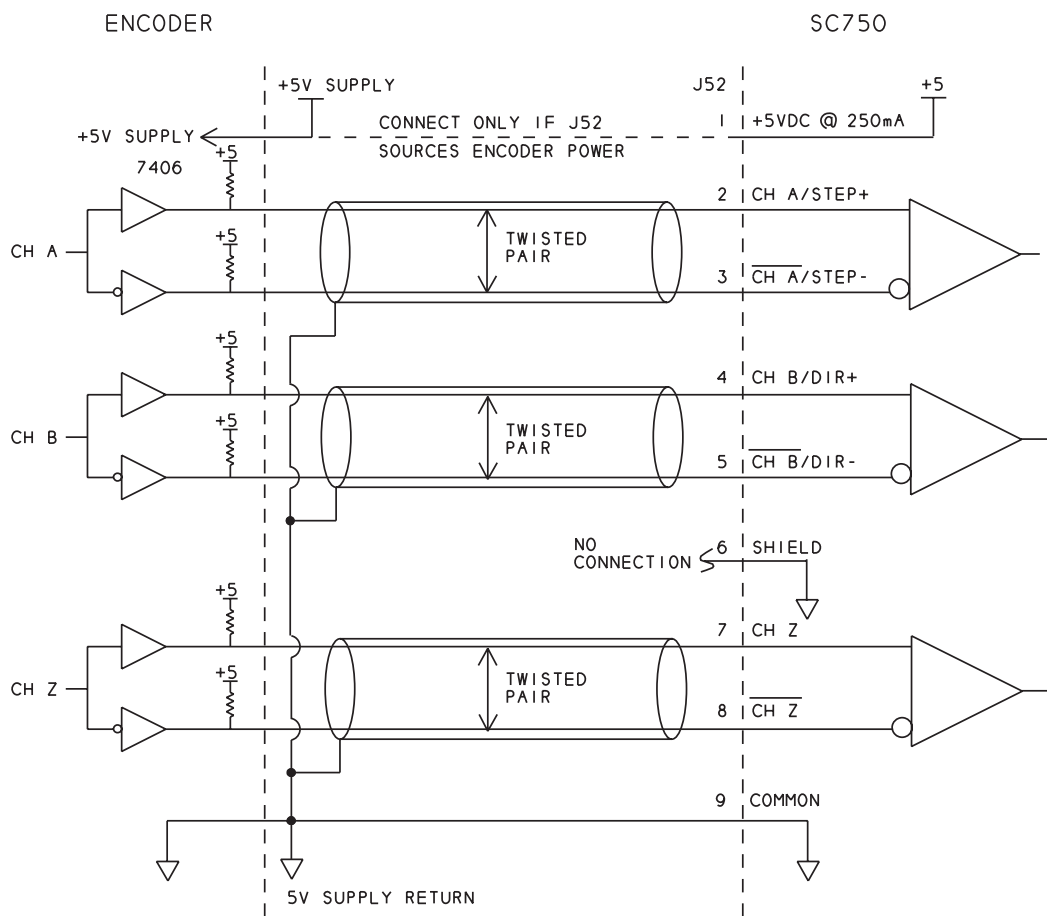 ENCODER
SC750
+5V SUPPLY
J52
+5
+5V SUPPLY
CONNECT ONLY IF J52
SOURCES ENCODER POWER
1
+5VDC @ 250mA
7406
+5
2
CH A/STEP+
CH A
+5
TWISTED
PAIR
3
CH A/STEP-
+5
4
CH B/DIR+
CH B
+5
TWISTED
PAIR
5
CH B/DIR-
NO
CONNECTION
6
SHIELD
+5
7
CH Z
CH Z
+5
TWISTED
PAIR
8
CH Z
9
COMMON
5V SUPPLY RETURN